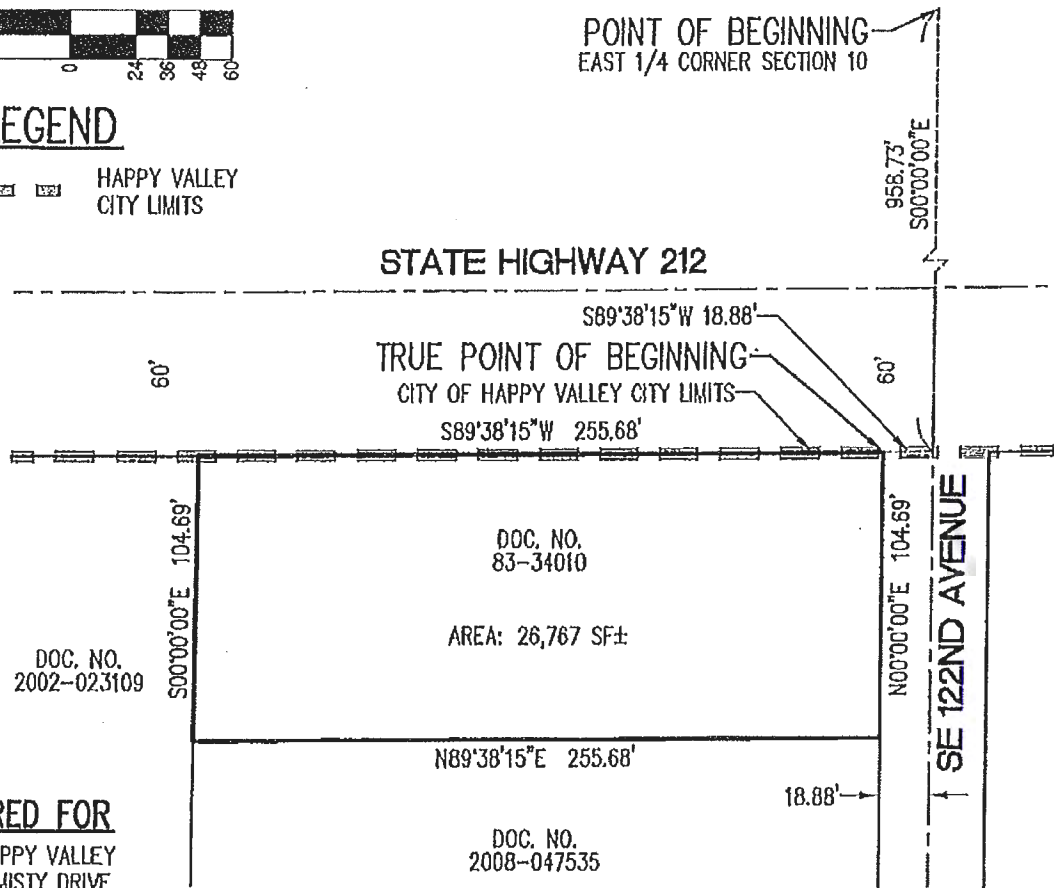 0 24 36 48 60
POINT OF BEGINNING
EAST 1/4 CORNER SECTION 10
EGEND
HAPPY VALLEY
CITY LIMITS
958.73'
S00°00'00"E
STATE HIGHWAY 212
S89°38'15"W 18.88'
60'
TRUE POINT OF BEGINNING
60'
CITY OF HAPPY VALLEY CITY LIMITS
S89°38'15"W 255.68'
S00°00'00"E 104.69'
DOC. NO.
83-34010
N00°00'00"E 104.69'
SE 122ND AVENUE
AREA: 26,767 SF±
DOC. NO.
2002-023109
N89°38'15"E 255.68'
18.88'
RED FOR
PPY VALLEY
MISTY DRIVE
DOC. NO.
2008-047535